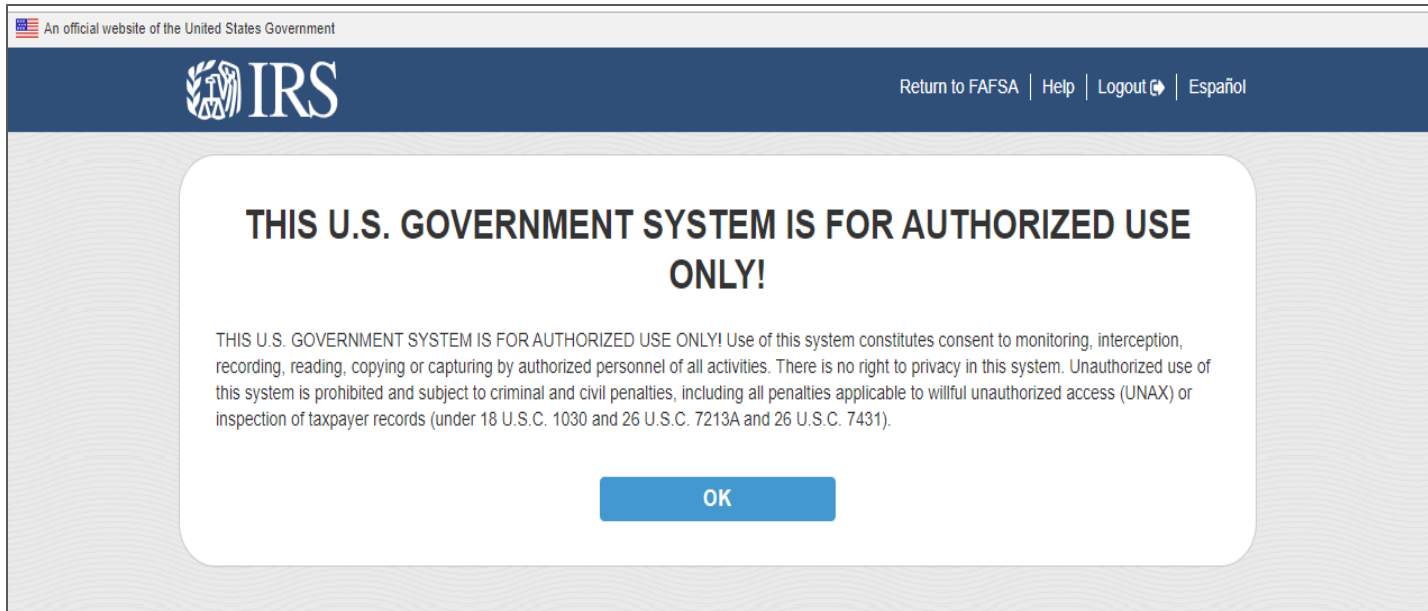 An official website of the United States Government
IRS
Return to FAFSA | Help | Logout | Español
THIS U.S. GOVERNMENT SYSTEM IS FOR AUTHORIZED USE
ONLY!
THIS U.S. GOVERNMENT SYSTEM IS FOR AUTHORIZED USE ONLY! Use of this system constitutes consent to monitoring, interception,
recording, reading, copying or capturing by authorized personnel of all activities. There is no right to privacy in this system. Unauthorized use of
this system is prohibited and subject to criminal and civil penalties, including all penalties applicable to willful unauthorized access (UNAX) or
inspection of taxpayer records (under 18 U.S.C. 1030 and 26 U.S.C. 7213A and 26 U.S.C. 7431).
OK